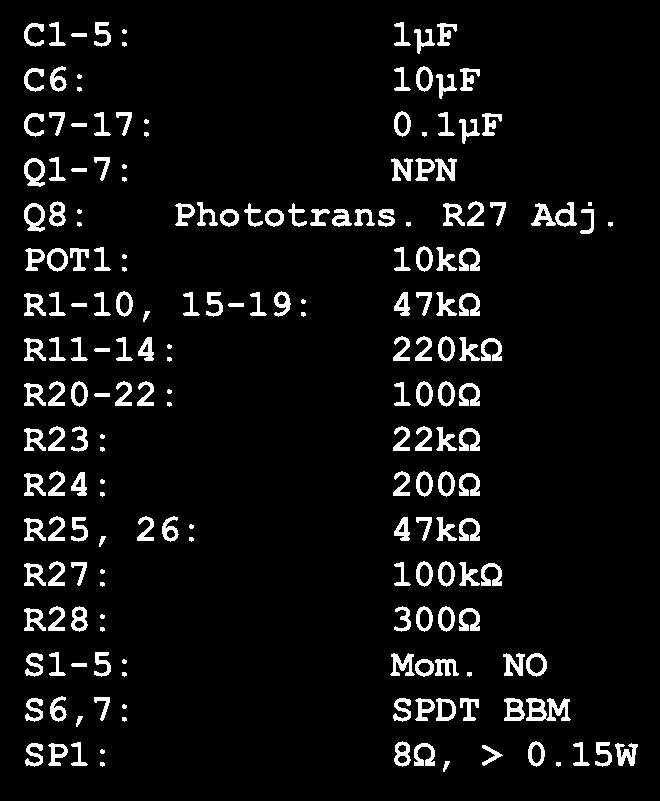 C1-5: 1µF
C6: 10µF
C7-17: 0.1µF
Q1-7: NPN
Q8: Phototrans. R27 Adj.
POT1: 10kΩ
R1-10, 15-19: 47kΩ
R11-14: 220kΩ
R20-22: 100Ω
R23: 22kΩ
R24: 200Ω
R25, 26: 47kΩ
R27: 100kΩ
R28: 300Ω
S1-5: Mom. NO
S6,7: SPDT BBM
SP1: 8Ω, > 0.15W